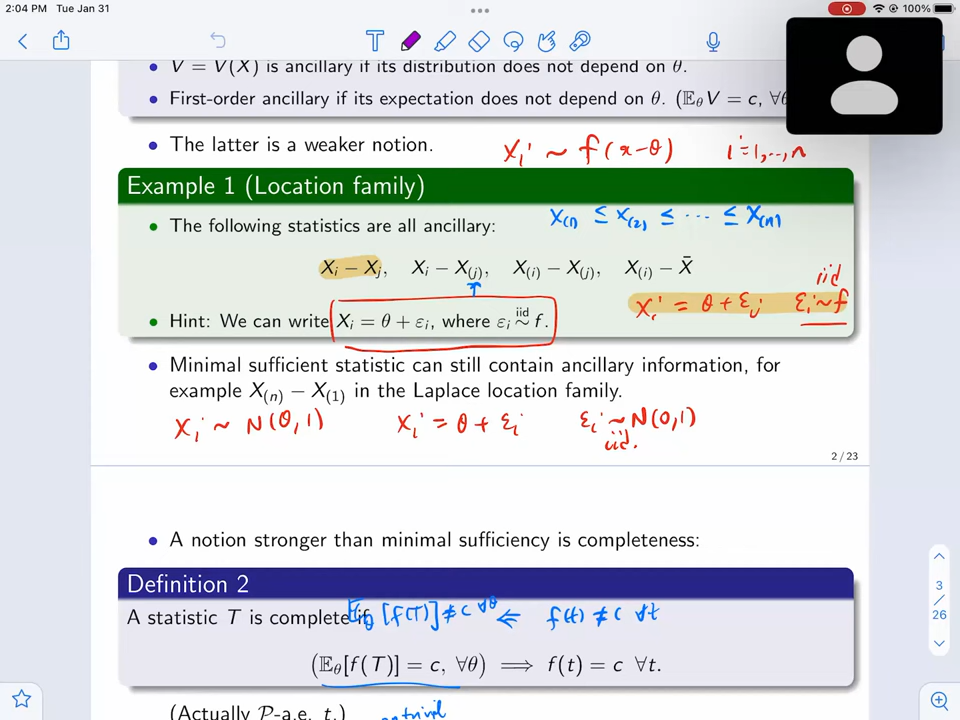 2:04 PM Tue Jan 31
100%
• V = V(X) is ancillary if its distribution does not depend on θ.
• First-order ancillary if its expectation does not depend on θ. (𝔼_θ V = c, ∀θ
• The latter is a weaker notion.
X_i ~ f(x-θ) i=1,..,n
Example 1 (Location family)
• The following statistics are all ancillary:
X_(1) ≤ X_(2) ≤ ... ≤ X_(n)
X_i − X_j, X_i − X_(j), X_(i) − X_(j), X_(i) − X̄
iid
X_i = θ + ε_i ε_i ~ f
• Hint: We can write X_i = θ + ε_i, where ε_i iid ~ f.
• Minimal sufficient statistic can still contain ancillary information, for
example X_(n) − X_(1) in the Laplace location family.
X_i ~ N(θ,1) X_i = θ + ε_i ε_i ~ N(0,1)
iid.
2 / 23
• A notion stronger than minimal sufficiency is completeness:
Definition 2
A statistic T is complete if
𝔼_θ [f(T)] ≠ c ∀θ ⇐ f(t) ≠ c ∀t
(𝔼_θ[f(T)] = c, ∀θ) ⟹ f(t) = c ∀t.
(Actually 𝒫-a.e. t.)
3
/
26